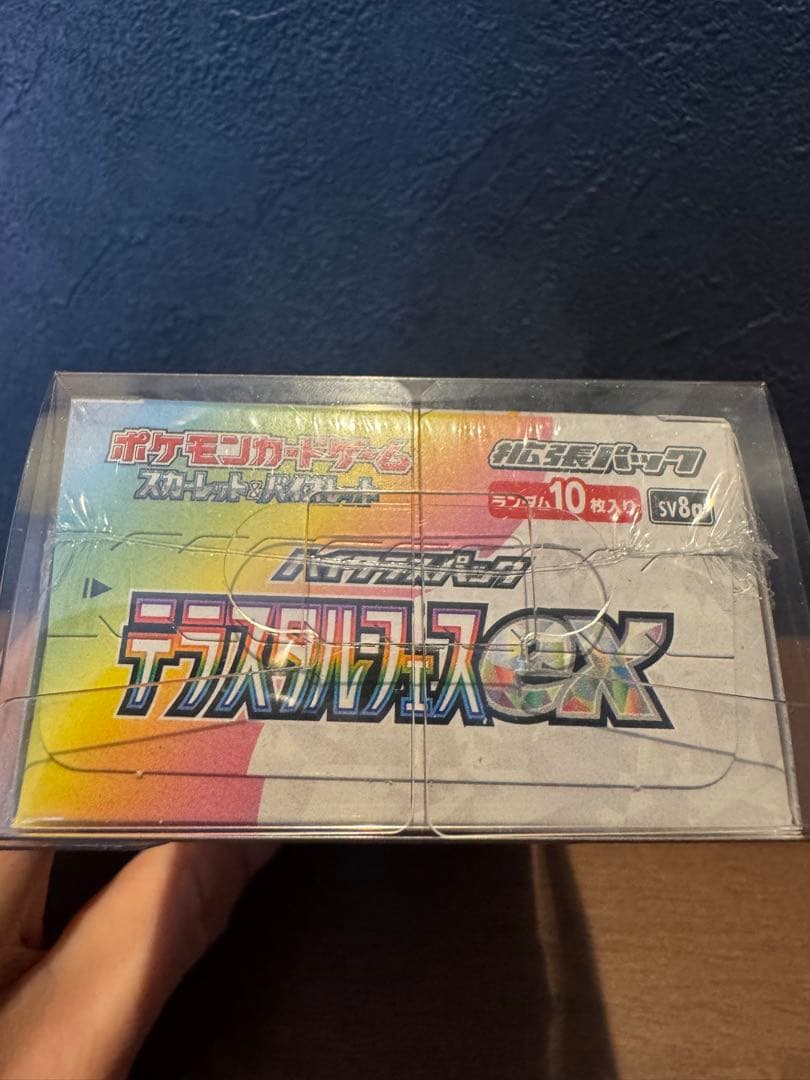 ポケモンカードゲーム
スカーレット&バイオレット
拡張パック
ランダム10枚入り
SV8a
ハイクラスパック
テラスタルフェスex